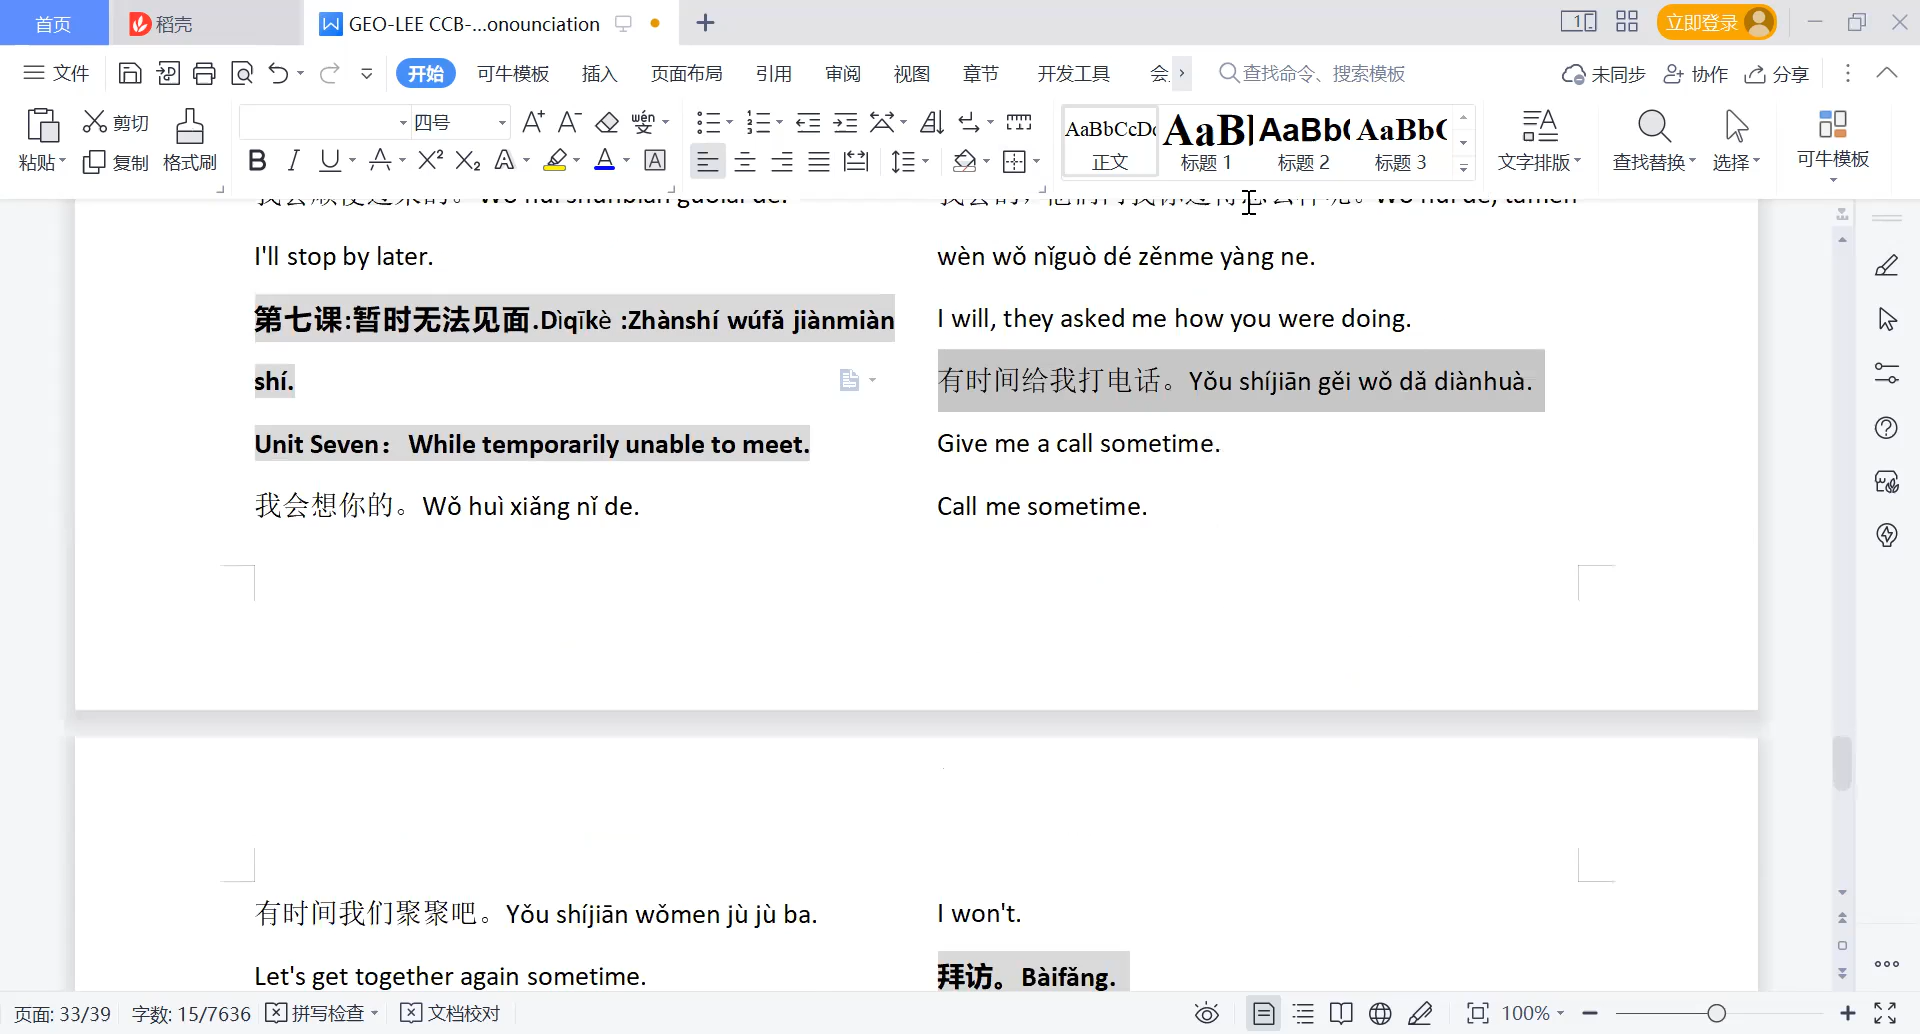 首页
稻壳
GEO-LEE CCB-...onounciation
立即登录
文件
开始
可牛模板
插入
页面布局
引用
审阅
视图
章节
开发工具
会
查找命令、搜索模板
未同步
协作
分享
粘贴
剪切
复制
格式刷
四号
AaBbCcDd
正文
AaBb
标题 1
AaBbC
标题 2
AaBbC
标题 3
文字排版
查找替换
选择
可牛模板
I'll stop by later.
第七课:暂时无法见面.Dìqīkè :Zhànshí wúfǎ jiànmiàn
shí.
Unit Seven：While temporarily unable to meet.
我会想你的。Wǒ huì xiǎng nǐ de.
wèn wǒ nǐguò dé zěnme yàng ne.
I will, they asked me how you were doing.
有时间给我打电话。Yǒu shíjiān gěi wǒ dǎ diànhuà.
Give me a call sometime.
Call me sometime.
有时间我们聚聚吧。Yǒu shíjiān wǒmen jù jù ba.
Let's get together again sometime.
I won't.
拜访。Bàifǎng.
页面: 33/39
字数: 15/7636
拼写检查
文档校对
100%